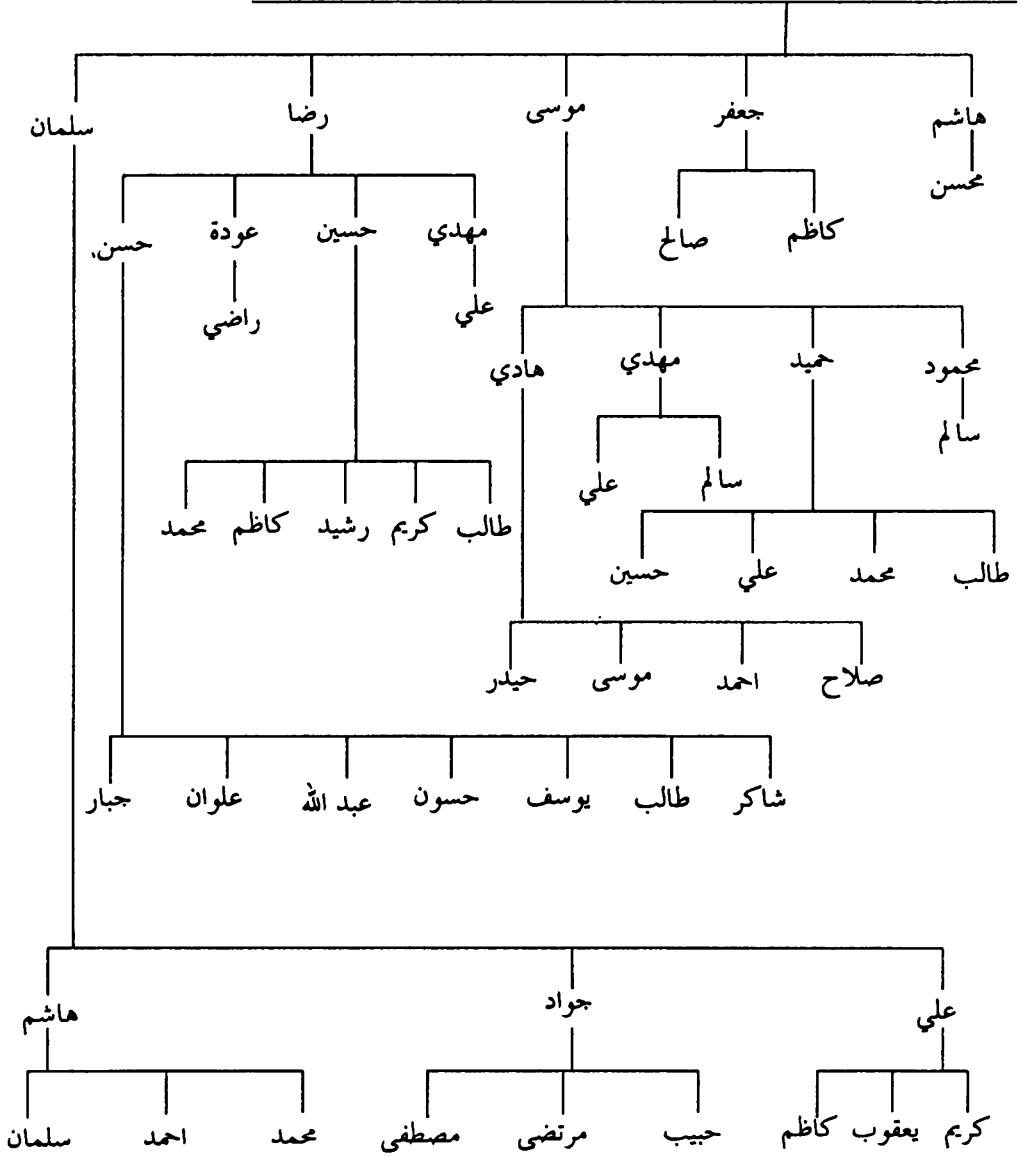 هاشم جعفر موسى رضا سلمان
محسن
كاظم صالح مهدي حسين عودة حسن
علي راضي
محمود حميد مهدي هادي
سالم
سالم علي
طالب كريم رشيد كاظم محمد
طالب محمد علي حسين
صلاح احمد موسى حيدر
شاكر طالب يوسف حسون عبد الله علوان جبار
علي جواد هاشم
كريم يعقوب كاظم حبيب مرتضى مصطفى محمد احمد سلمان